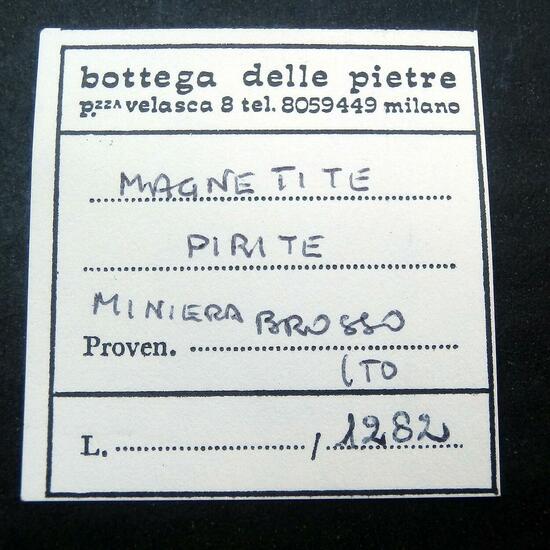 bottega delle pietre
p.zza velasca 8 tel. 8059449 milano
MAGNETITE
PIRITE
MINIERA BROSSO
Proven.
(TO
L. / 1282